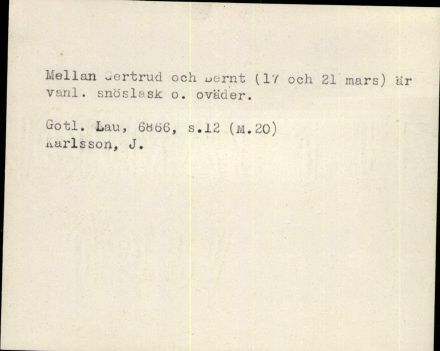 Mellan Gertrud och Bernt (17 och 21 mars) är
vanl. snöslask o. oväder.
Gotl. Lau, 6866, s.12 (M.20)
Karlsson, J.